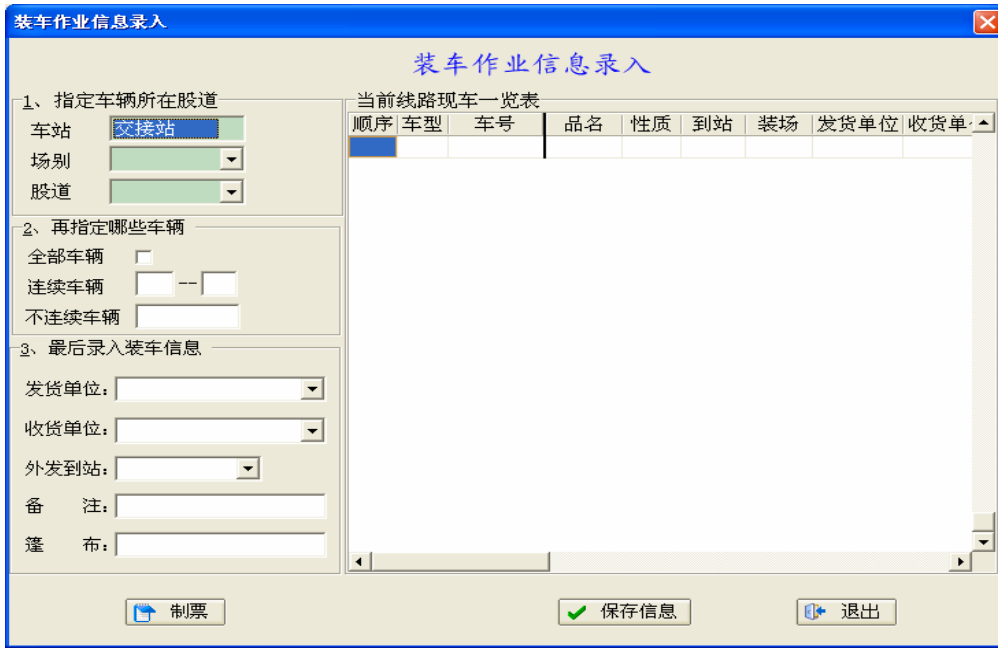 装车作业信息录入
装车作业信息录入
1、指定车辆所在股道
车站 交接站
场别
股道
2、再指定哪些车辆
全部车辆
连续车辆 --
不连续车辆
3、最后录入装车信息
发货单位：
收货单位：
外发到站：
备 注：
篷 布：
当前线路现车一览表
顺序 车型 车号 品名 性质 到站 装场 发货单位 收货单
制票 保存信息 退出